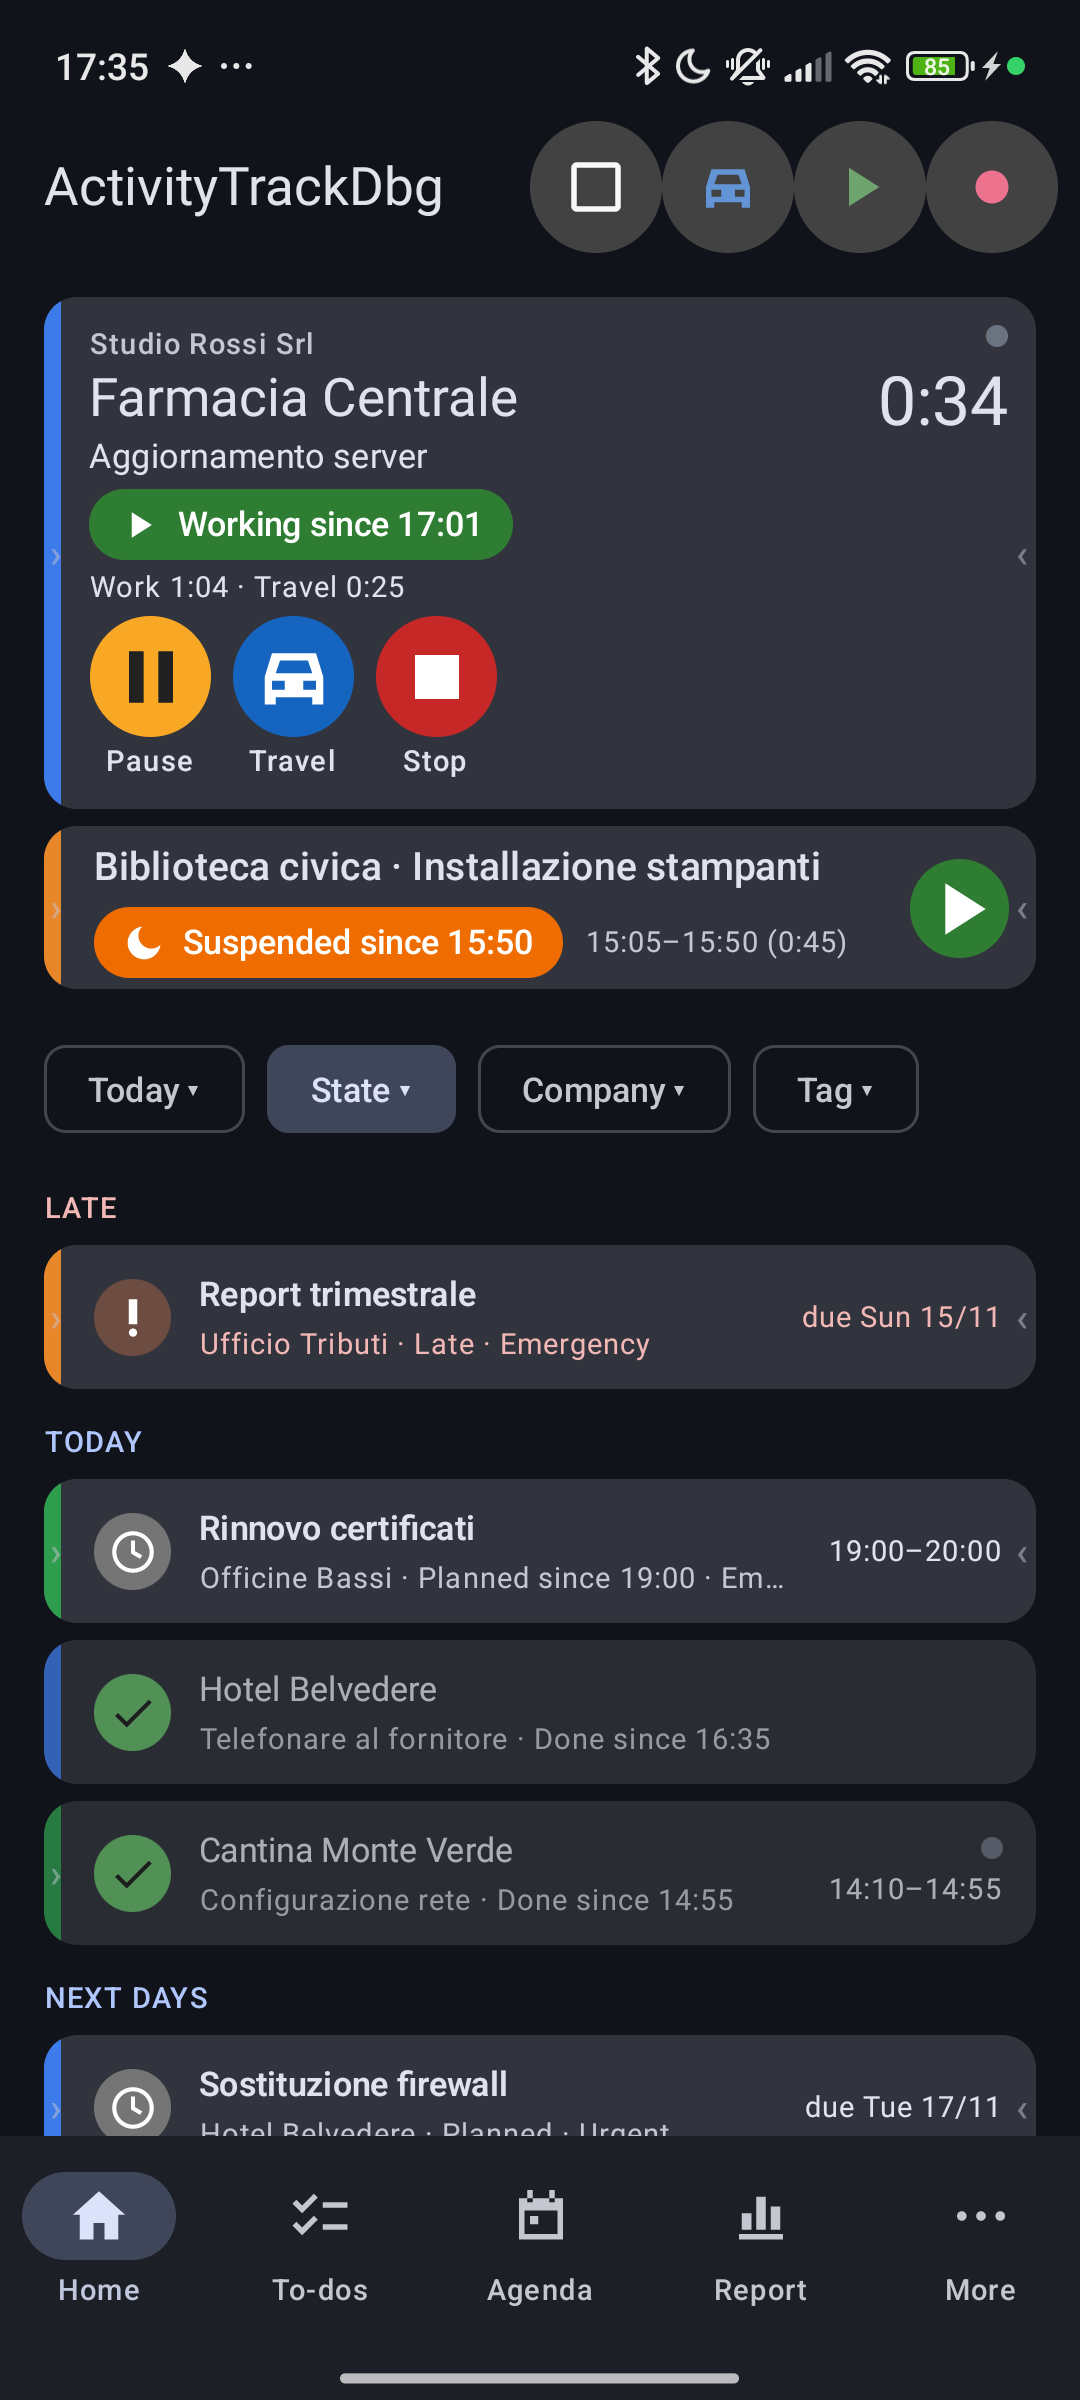 17:35
85
ActivityTrackDbg
Studio Rossi Srl
Farmacia Centrale
0:34
Aggiornamento server
Working since 17:01
Work 1:04 · Travel 0:25
Pause Travel Stop
Biblioteca civica · Installazione stampanti
Suspended since 15:50 15:05–15:50 (0:45)
Today State Company Tag
LATE
Report trimestrale
Ufficio Tributi · Late · Emergency
due Sun 15/11
TODAY
Rinnovo certificati
Officine Bassi · Planned since 19:00 · Em…
19:00–20:00
Hotel Belvedere
Telefonare al fornitore · Done since 16:35
Cantina Monte Verde
Configurazione rete · Done since 14:55
14:10–14:55
NEXT DAYS
Sostituzione firewall
Hotel Belvedere · Planned · Urgent
due Tue 17/11
Home To-dos Agenda Report More